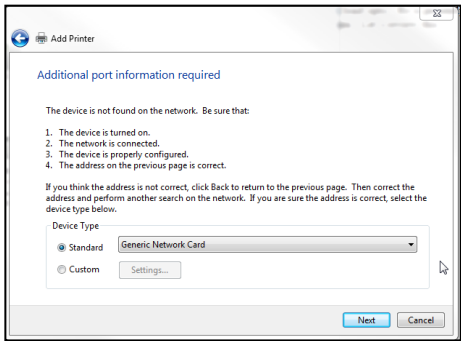 Add Printer
Additional port information required
The device is not found on the network. Be sure that:
1. The device is turned on.
2. The network is connected.
3. The device is properly configured.
4. The address on the previous page is correct.
If you think the address is not correct, click Back to return to the previous page. Then correct the
address and perform another search on the network. If you are sure the address is correct, select the
device type below.
Device Type
Standard Generic Network Card
Custom Settings...
Next Cancel